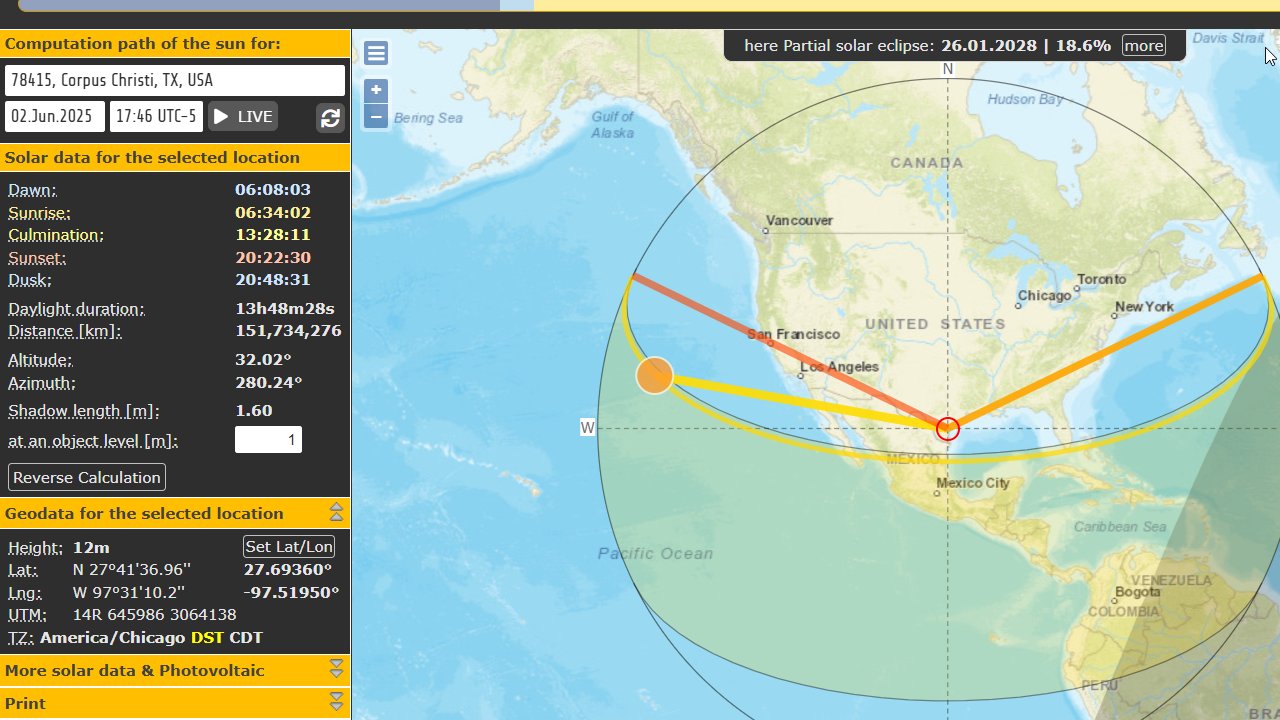 Computation path of the sun for:
78415, Corpus Christi, TX, USA
02.Jun.2025 17:46 UTC-5 LIVE
Solar data for the selected location
Dawn: 06:08:03
Sunrise: 06:34:02
Culmination: 13:28:11
Sunset: 20:22:30
Dusk: 20:48:31
Daylight duration: 13h48m28s
Distance [km]: 151,734,276
Altitude: 32.02°
Azimuth: 280.24°
Shadow length [m]: 1.60
at an object level [m]: 1
Reverse Calculation
Geodata for the selected location
Height: 12m Set Lat/Lon
Lat: N 27°41'36.96'' 27.69360°
Lng: W 97°31'10.2'' -97.51950°
UTM: 14R 645986 3064138
TZ: America/Chicago DST CDT
More solar data & Photovoltaic
Print
here Partial solar eclipse: 26.01.2028 | 18.6% more
Davis Strait
N
+
−
Hudson Bay
Bering Sea
Gulf of
Alaska
CANADA
Vancouver
Toronto
Chicago
New York
UNITED STATES
San Francisco
Los Angeles
W
MEXICO
Mexico City
Caribbean Sea
Pacific Ocean
VENEZUELA
Bogota
COLOMBIA
PERU
BRA